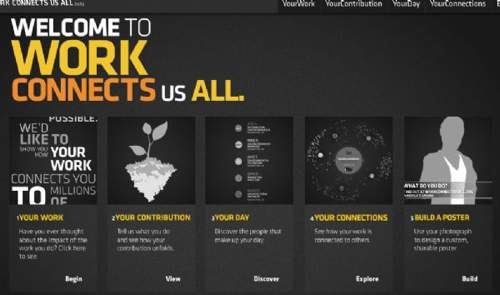 RK CONNECTS US ALL
YourWork YourContribution YourDay YourConnections
WELCOME TO
WORK
CONNECTS US ALL.
POSSIBLE.
WE'D
LIKE TO
SHOW YOU
HOW YOUR
WORK
CONNECTS YOU
TO MILLIONS
OF
WHAT DO YOU DO?
1 YOUR WORK
Have you ever thought
about the impact of the
work you do? Click here
to see.
Begin
2 YOUR CONTRIBUTION
Tell us what you do
and see how your
contribution unfolds.
View
3 YOUR DAY
Discover the people that
make up your day.
Discover
4 YOUR CONNECTIONS
See how your work is
connected to others.
Explore
5 BUILD A POSTER
Use your photograph
to design a custom,
sharable poster.
Build